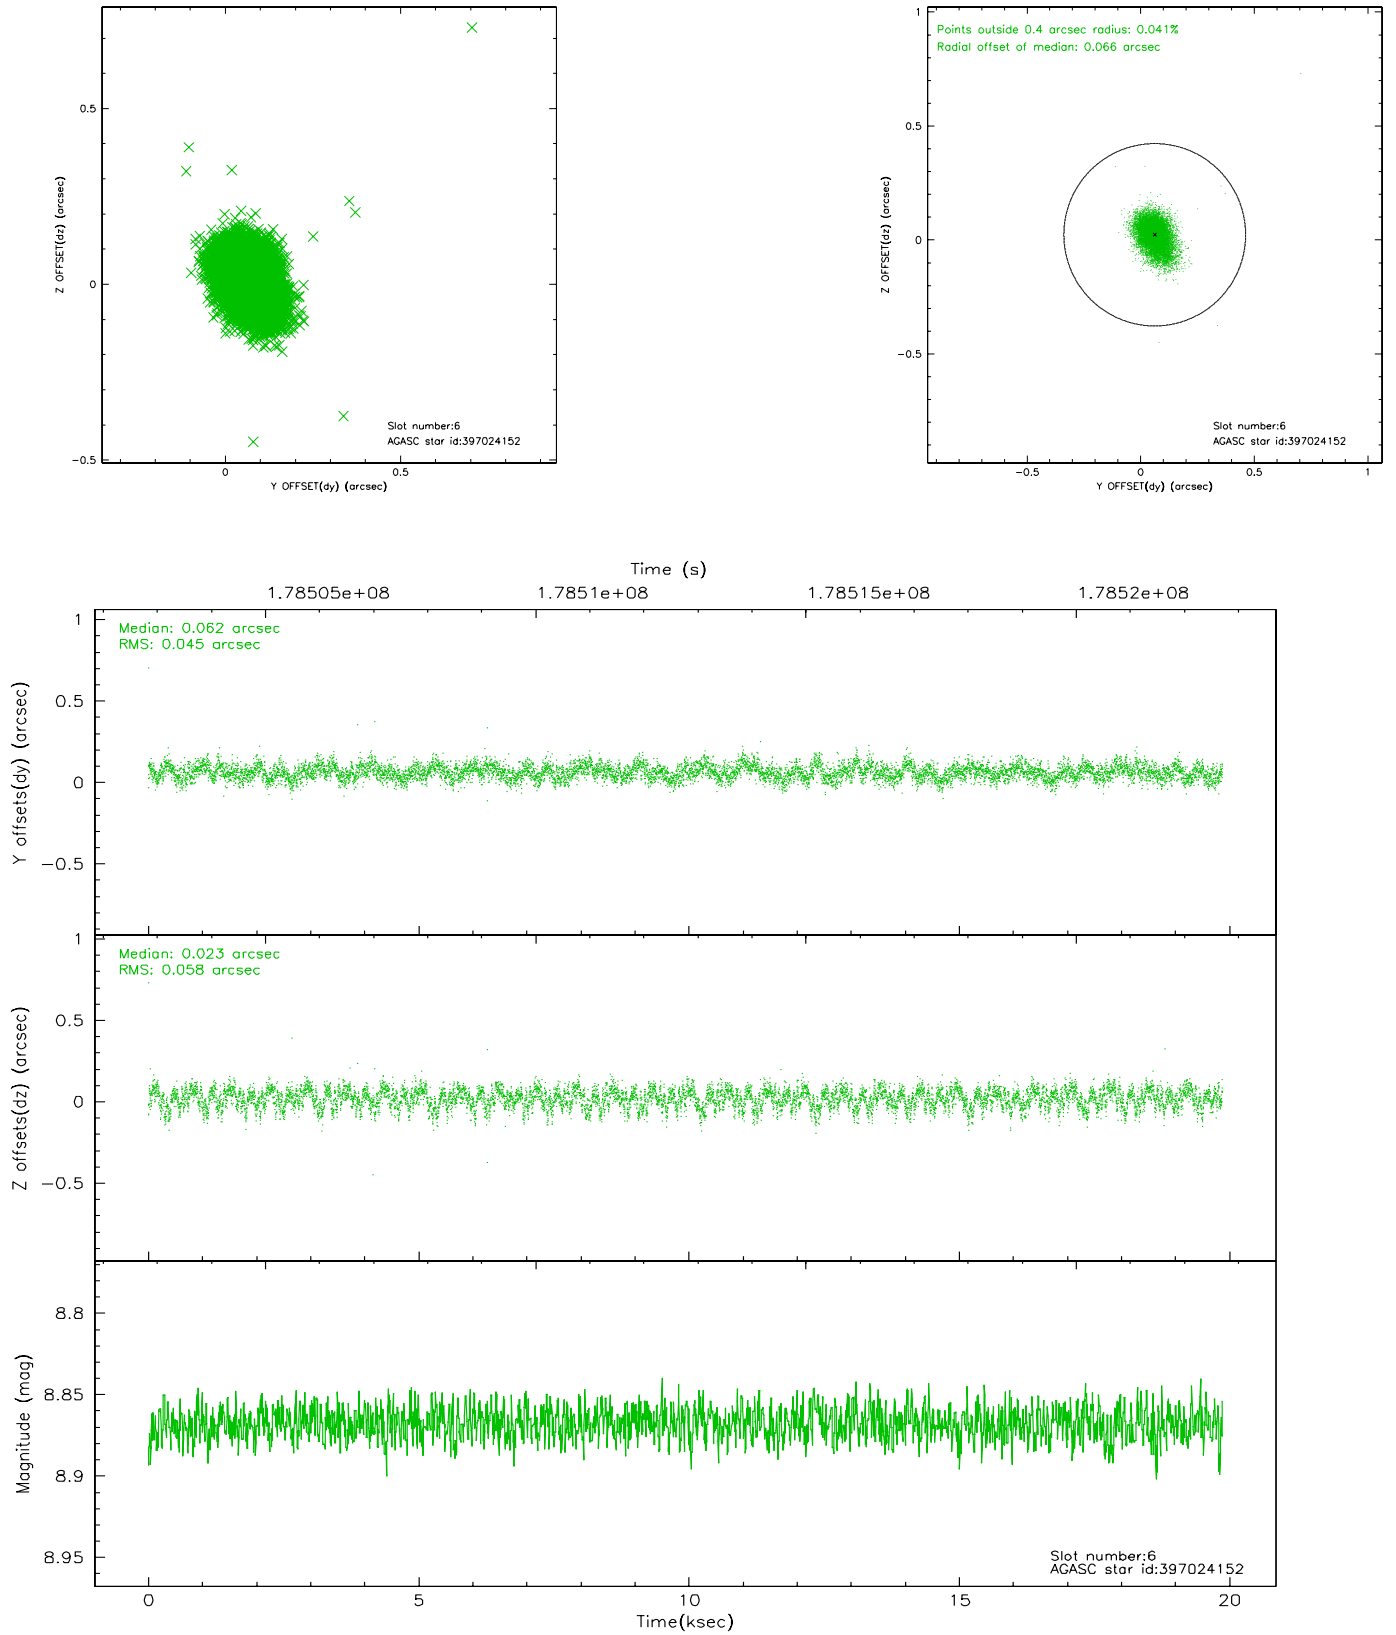 0.5
0
−0.5
Z OFFSET(dz) (arcsec)
0
0.5
Y OFFSET(dy) (arcsec)
Slot number:6
AGASC star id:397024152
Points outside 0.4 arcsec radius: 0.041%
Radial offset of median: 0.066 arcsec
1
0.5
0
−0.5
Z OFFSET(dz) (arcsec)
−0.5
0
0.5
1
Y OFFSET(dy) (arcsec)
Slot number:6
AGASC star id:397024152
Time (s)
1.78505e+08
1.7851e+08
1.78515e+08
1.7852e+08
Median: 0.062 arcsec
RMS: 0.045 arcsec
1
0.5
0
−0.5
Y offsets(dy) (arcsec)
Median: 0.023 arcsec
RMS: 0.058 arcsec
1
0.5
0
−0.5
Z offsets(dz) (arcsec)
8.8
8.85
8.9
8.95
Magnitude (mag)
Slot number:6
AGASC star id:397024152
0
5
10
15
20
Time(ksec)